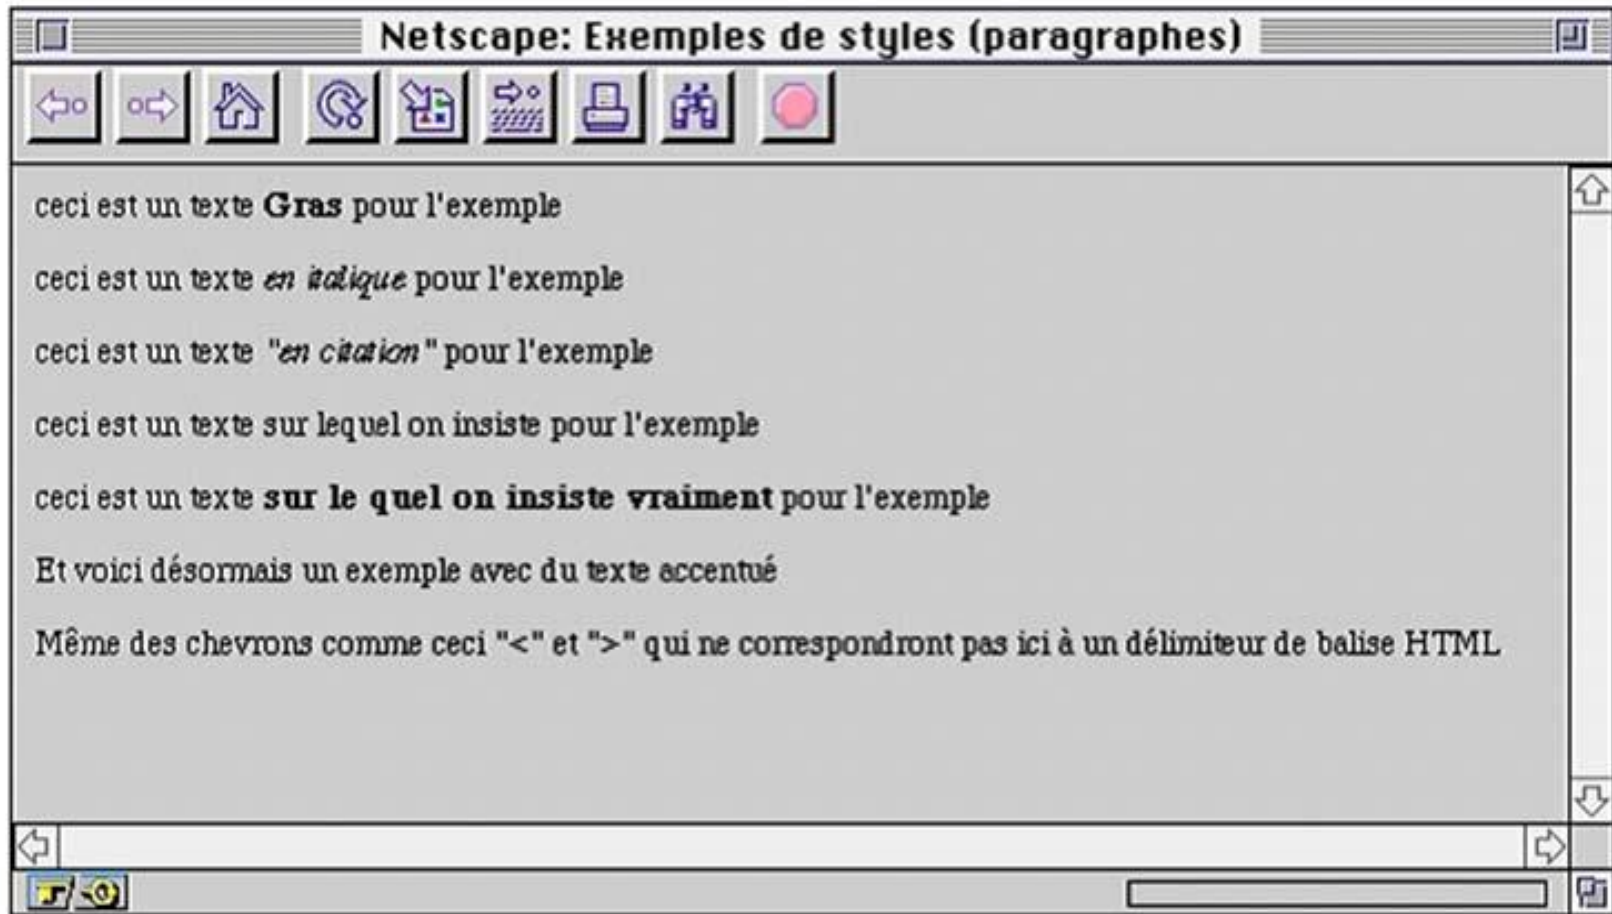 Netscape: Exemples de styles (paragraphes)
ceci est un texte Gras pour l'exemple
ceci est un texte en italique pour l'exemple
ceci est un texte "en citation" pour l'exemple
ceci est un texte sur lequel on insiste pour l'exemple
ceci est un texte sur le quel on insiste vraiment pour l'exemple
Et voici désormais un exemple avec du texte accentué
Même des chevrons comme ceci "<" et ">" qui ne correspondront pas ici à un délimiteur de balise HTML